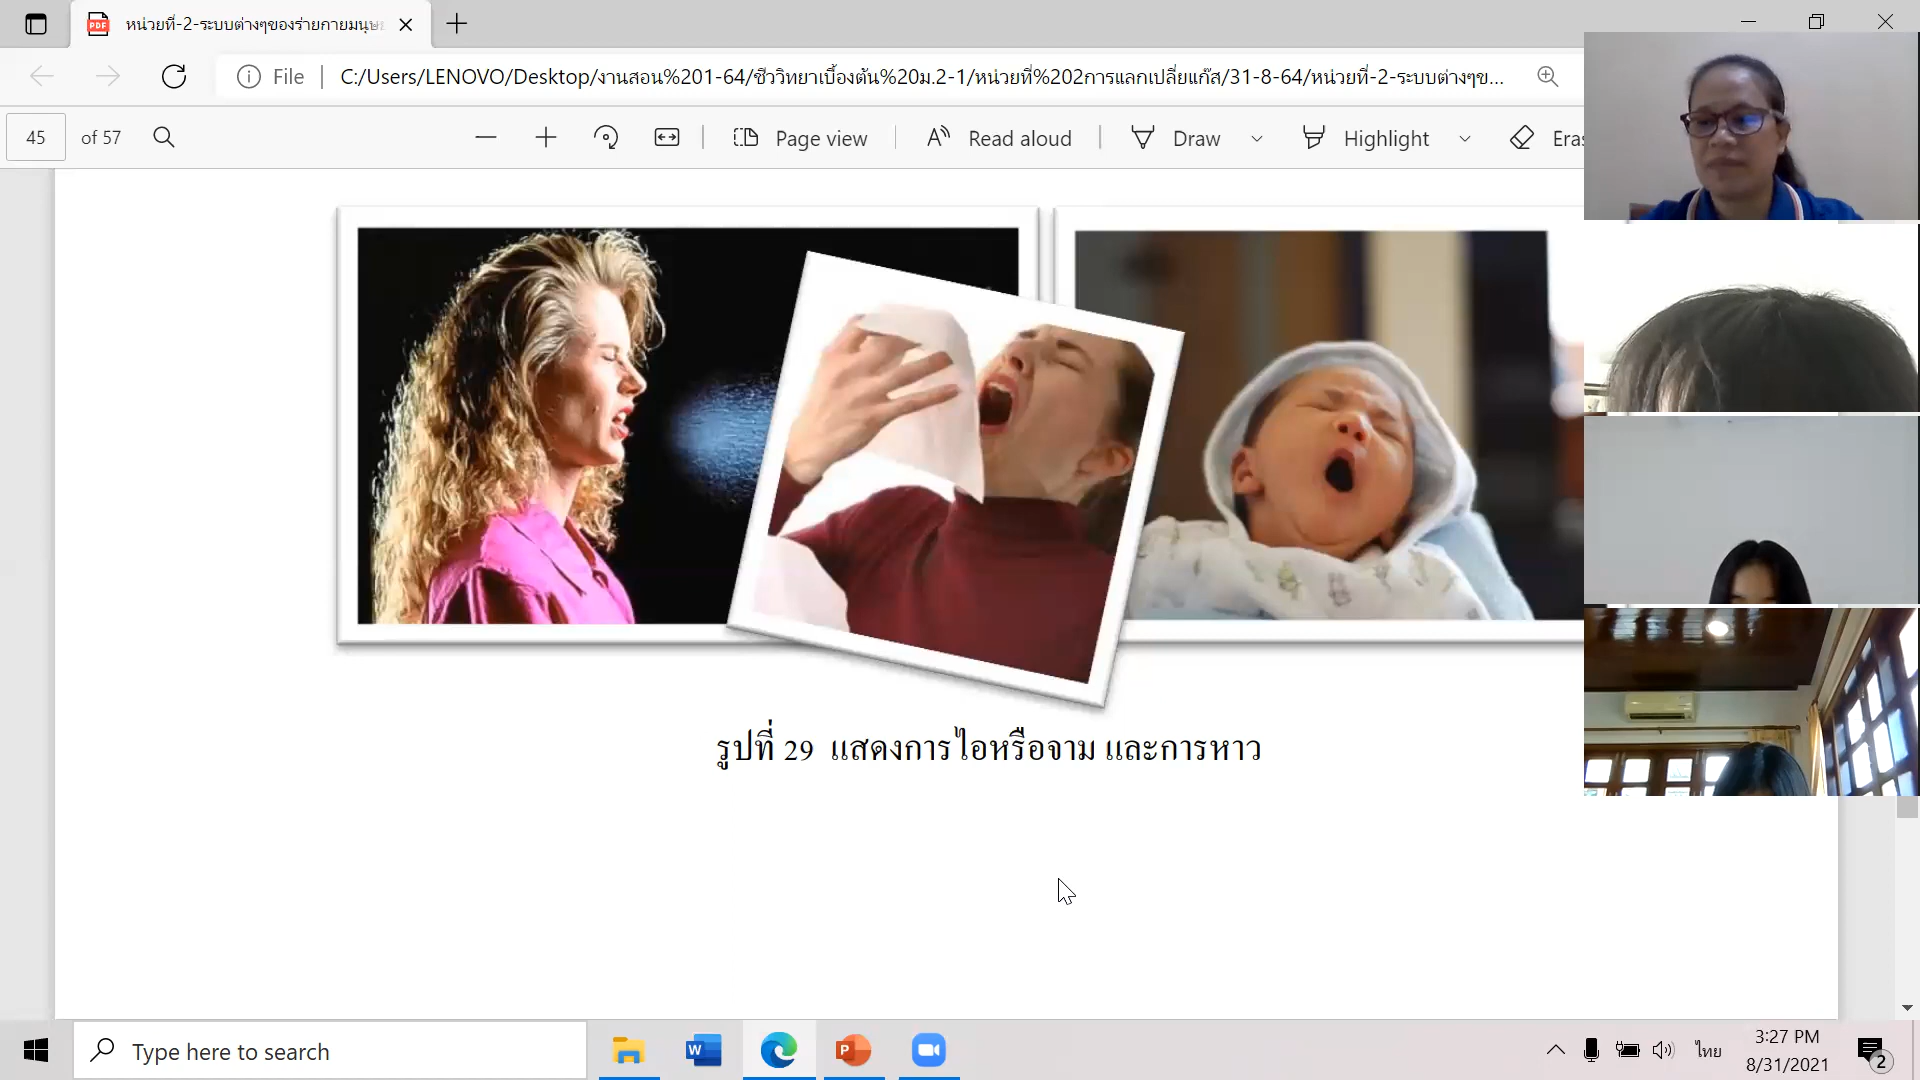 หน่วยที่-2-ระบบต่างๆของร่ายกายมนุษย
File
C:/Users/LENOVO/Desktop/งานสอน%201-64/ชีววิทยาเบื้องต้น%20ม.2-1/หน่วยที่%202การแลกเปลี่ยแก๊ส/31-8-64/หน่วยที่-2-ระบบต่างๆข...
45 of 57
Page view
Read aloud
Draw
Highlight
Eras
รูปที่ 29 แสดงการไอหรือจาม และการหาว
Type here to search
ไทย
3:27 PM
8/31/2021
2